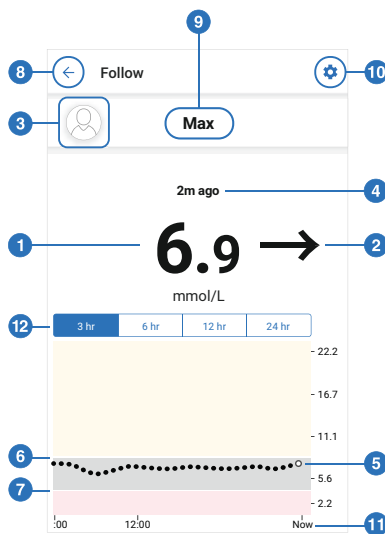 9
8 Follow 10
3 Max
2m ago 4
1 6.9 2
mmol/L
12 3 hr 6 hr 12 hr 24 hr
22.2
16.7
11.1
6 5
5.6
7
2.2
:00 12:00 Now 11